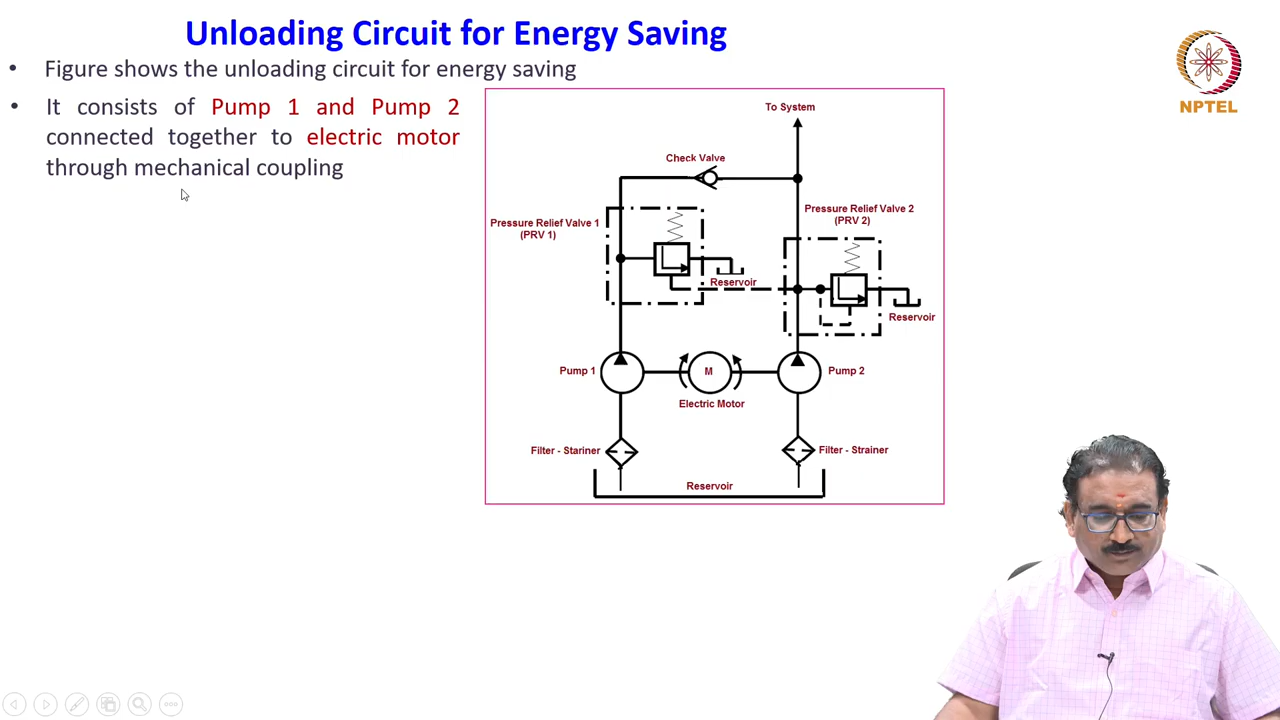 Unloading Circuit for Energy Saving
• Figure shows the unloading circuit for energy saving
• It consists of Pump 1 and Pump 2
connected together to electric motor
through mechanical coupling
NPTEL
To System
Check Valve
Pressure Relief Valve 1
(PRV 1)
Pressure Relief Valve 2
(PRV 2)
Reservoir
Reservoir
Pump 1
M
Pump 2
Electric Motor
Filter - Stariner
Filter - Strainer
Reservoir